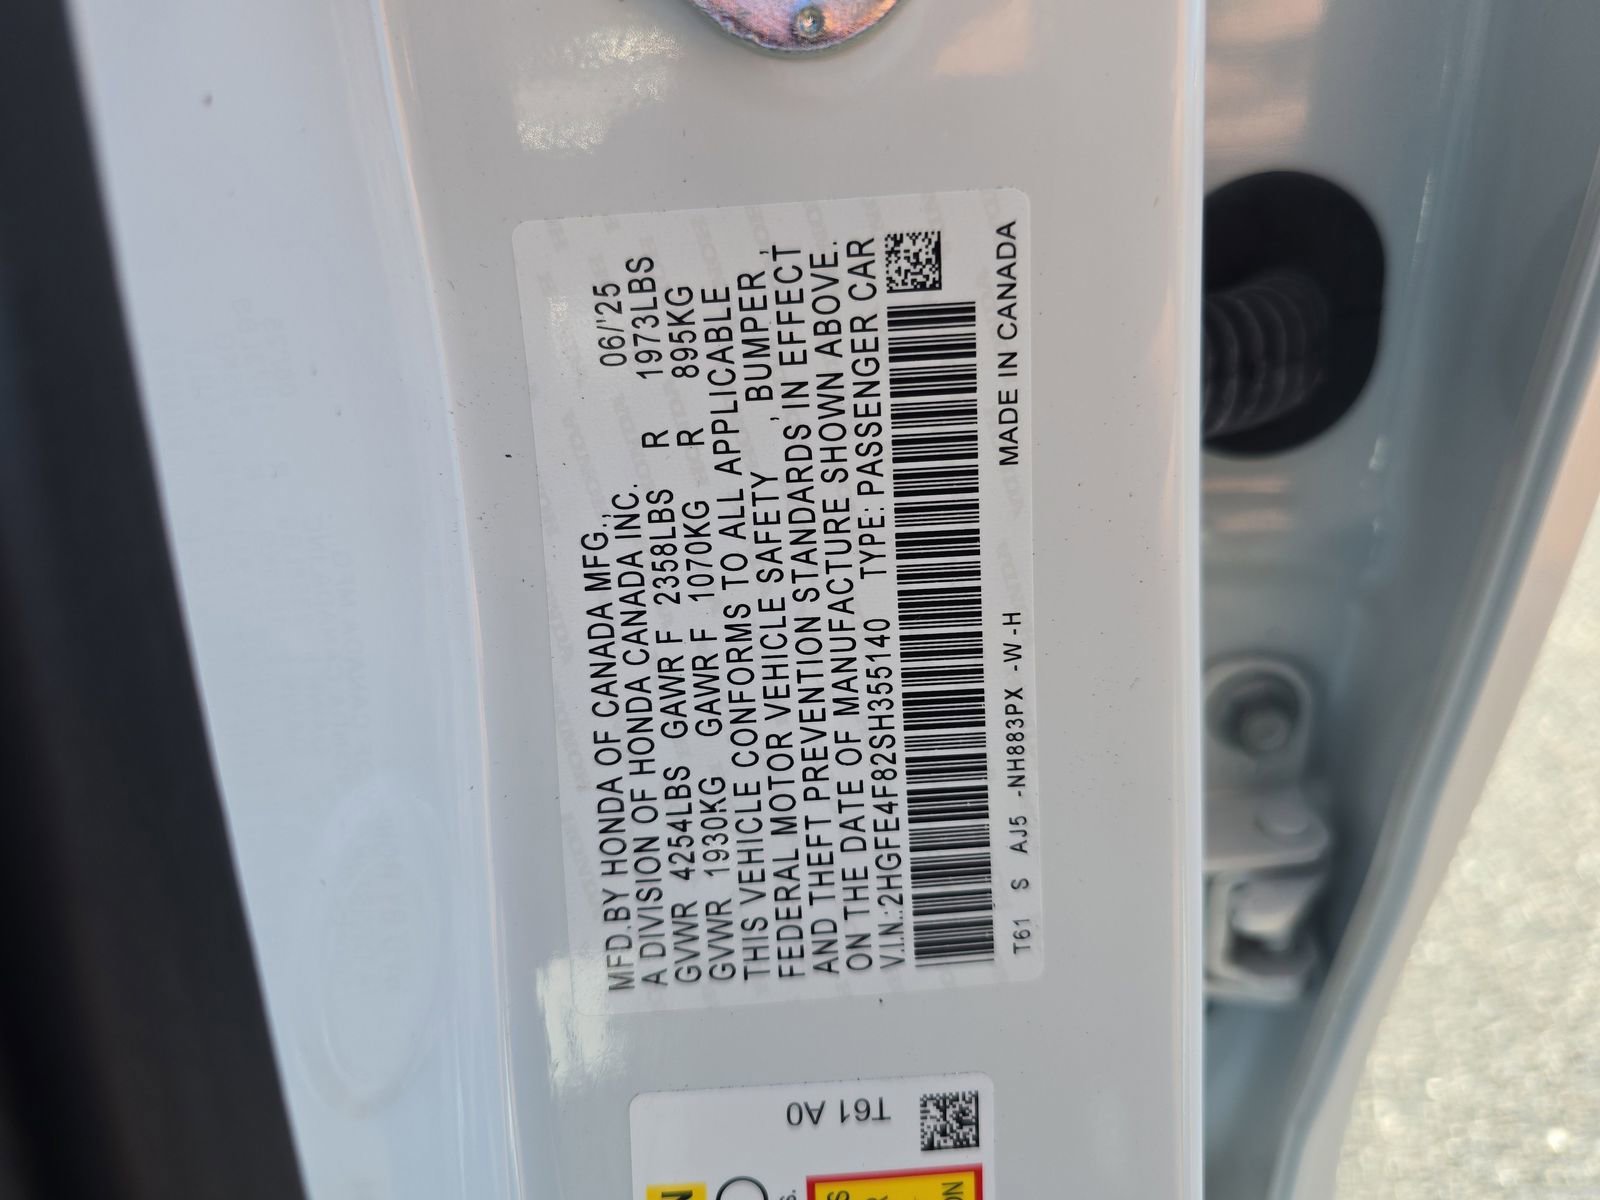 MFD. BY HONDA OF CANADA MFG., 06/'25
A DIVISION OF HONDA CANADA INC.
GVWR 4254LBS GAWR F 2358LBS R 1973LBS
GVWR 1930KG GAWR F 1070KG R 895KG
THIS VEHICLE CONFORMS TO ALL APPLICABLE
FEDERAL MOTOR VEHICLE SAFETY , BUMPER ,
AND THEFT PREVENTION STANDARDS IN EFFECT
ON THE DATE OF MANUFACTURE SHOWN ABOVE.
V.I.N.:2HGFE4F82SH355140 TYPE: PASSENGER CAR
T61 S AJ5 -NH883PX -W-H MADE IN CANADA
T61 A0